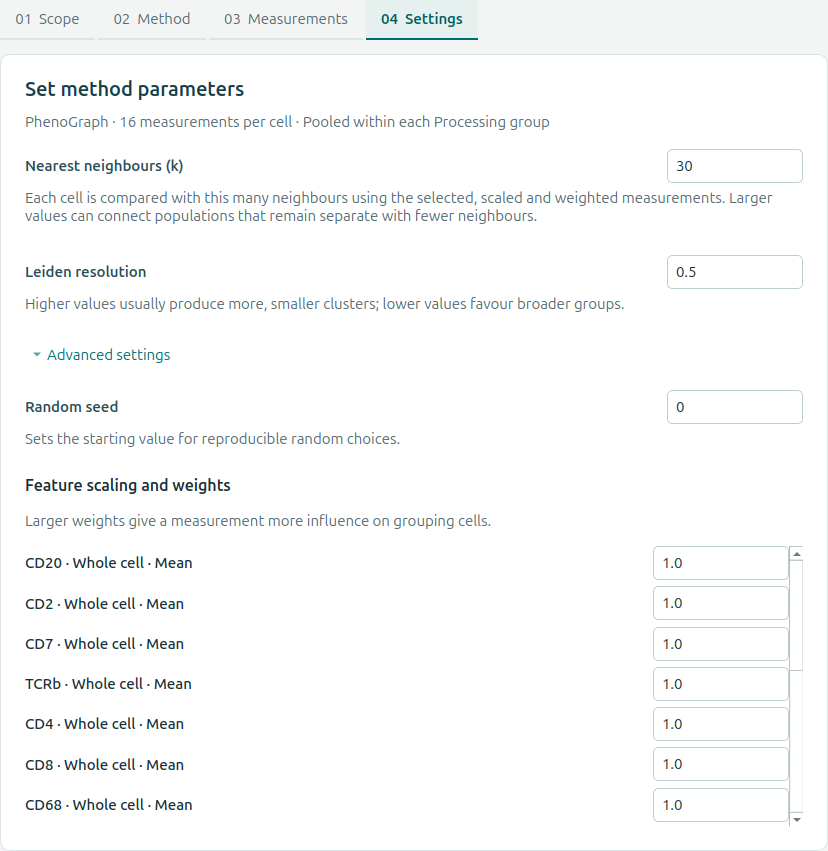 01 Scope
02 Method
03 Measurements
04 Settings
Set method parameters
PhenoGraph · 16 measurements per cell · Pooled within each Processing group
Nearest neighbours (k)
30
Each cell is compared with this many neighbours using the selected, scaled and weighted measurements. Larger
values can connect populations that remain separate with fewer neighbours.
Leiden resolution
0.5
Higher values usually produce more, smaller clusters; lower values favour broader groups.
Advanced settings
Random seed
0
Sets the starting value for reproducible random choices.
Feature scaling and weights
Larger weights give a measurement more influence on grouping cells.
CD20 · Whole cell · Mean
1.0
CD2 · Whole cell · Mean
1.0
CD7 · Whole cell · Mean
1.0
TCRb · Whole cell · Mean
1.0
CD4 · Whole cell · Mean
1.0
CD8 · Whole cell · Mean
1.0
CD68 · Whole cell · Mean
1.0